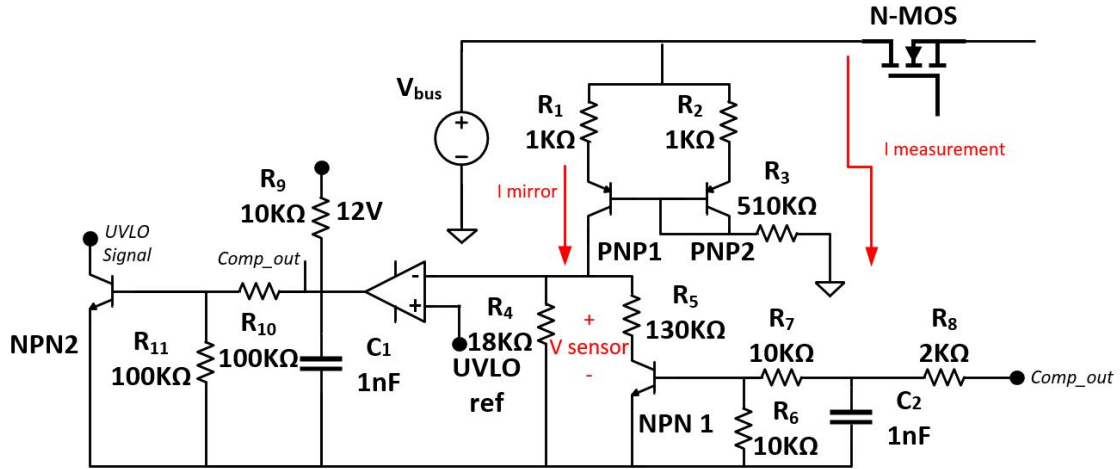 N-MOS
V bus
+
−
R1
1KΩ
R2
1KΩ
I measurement
R3
510KΩ
I mirror
R9
10KΩ
12V
UVLO
Signal
Comp_out
PNP1
PNP2
-
+
NPN2
R10
100KΩ
R11
100KΩ
C1
1nF
R4
18KΩ
UVLO
ref
+
V sensor
-
R5
130KΩ
NPN 1
R7
10KΩ
R8
2KΩ
Comp_out
R6
10KΩ
C2
1nF